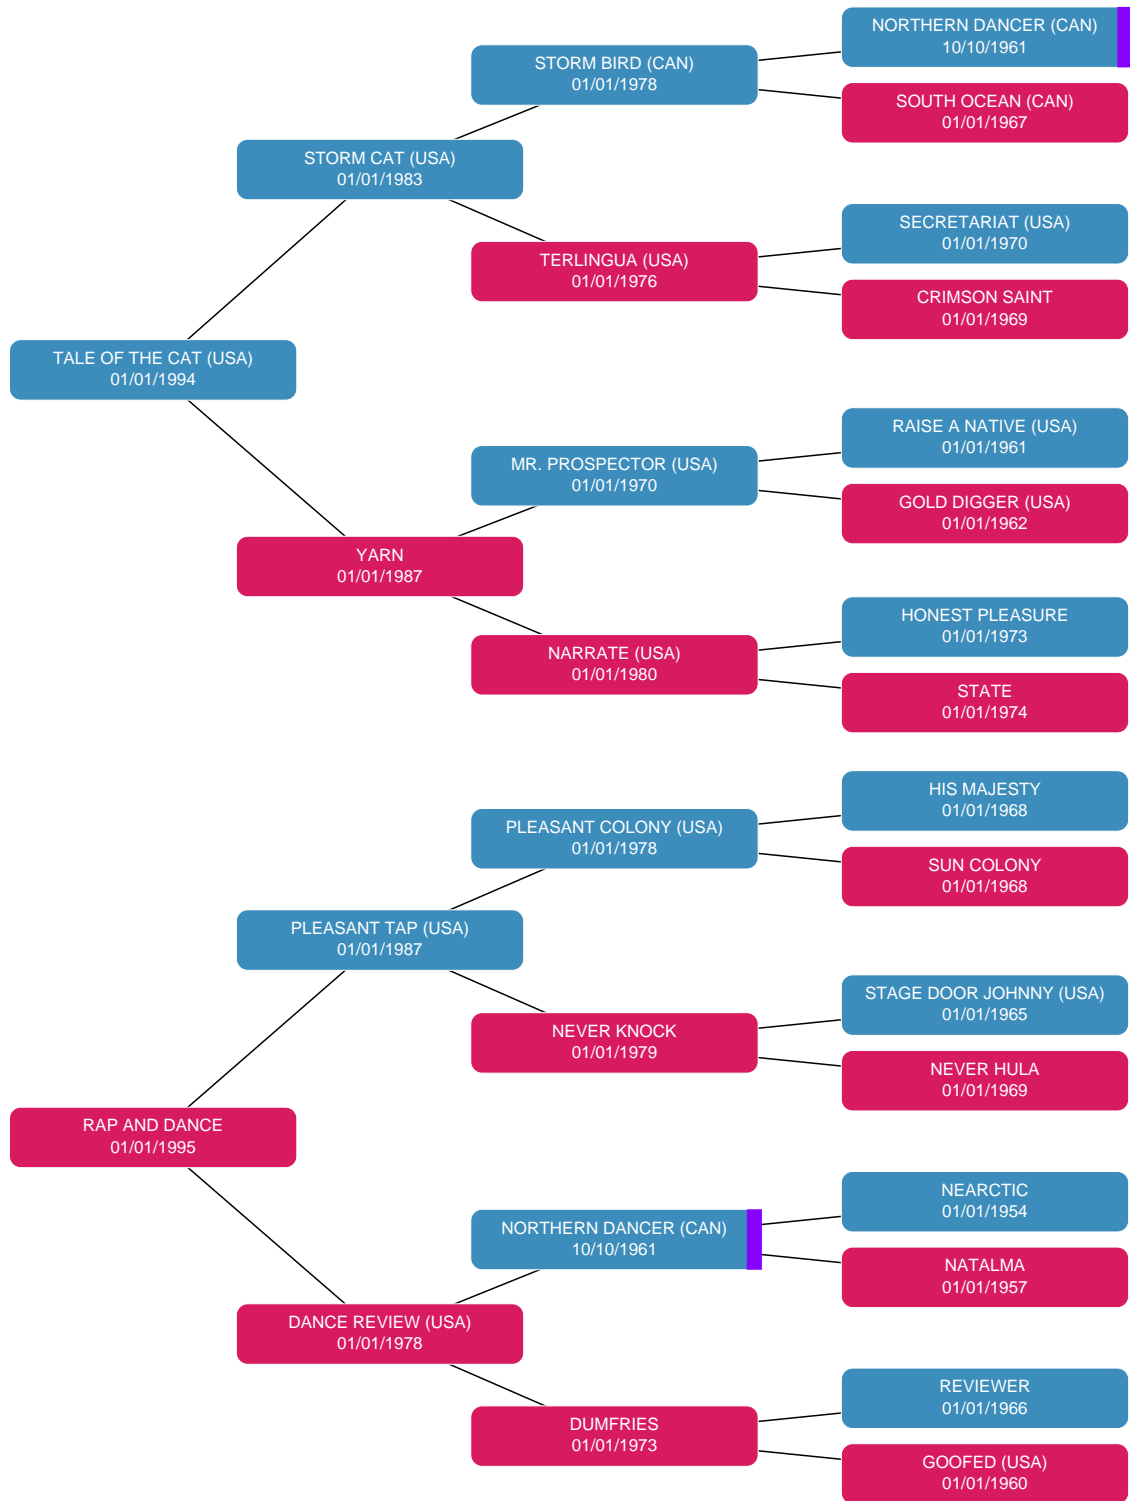 NORTHERN DANCER (CAN)
10/10/1961
STORM BIRD (CAN)
01/01/1978
SOUTH OCEAN (CAN)
01/01/1967
STORM CAT (USA)
01/01/1983
SECRETARIAT (USA)
01/01/1970
TERLINGUA (USA)
01/01/1976
CRIMSON SAINT
01/01/1969
TALE OF THE CAT (USA)
01/01/1994
RAISE A NATIVE (USA)
01/01/1961
MR. PROSPECTOR (USA)
01/01/1970
GOLD DIGGER (USA)
01/01/1962
YARN
01/01/1987
HONEST PLEASURE
01/01/1973
NARRATE (USA)
01/01/1980
STATE
01/01/1974
HIS MAJESTY
01/01/1968
PLEASANT COLONY (USA)
01/01/1978
SUN COLONY
01/01/1968
PLEASANT TAP (USA)
01/01/1987
STAGE DOOR JOHNNY (USA)
01/01/1965
NEVER KNOCK
01/01/1979
NEVER HULA
01/01/1969
RAP AND DANCE
01/01/1995
NEARCTIC
01/01/1954
NORTHERN DANCER (CAN)
10/10/1961
NATALMA
01/01/1957
DANCE REVIEW (USA)
01/01/1978
REVIEWER
01/01/1966
DUMFRIES
01/01/1973
GOOFED (USA)
01/01/1960